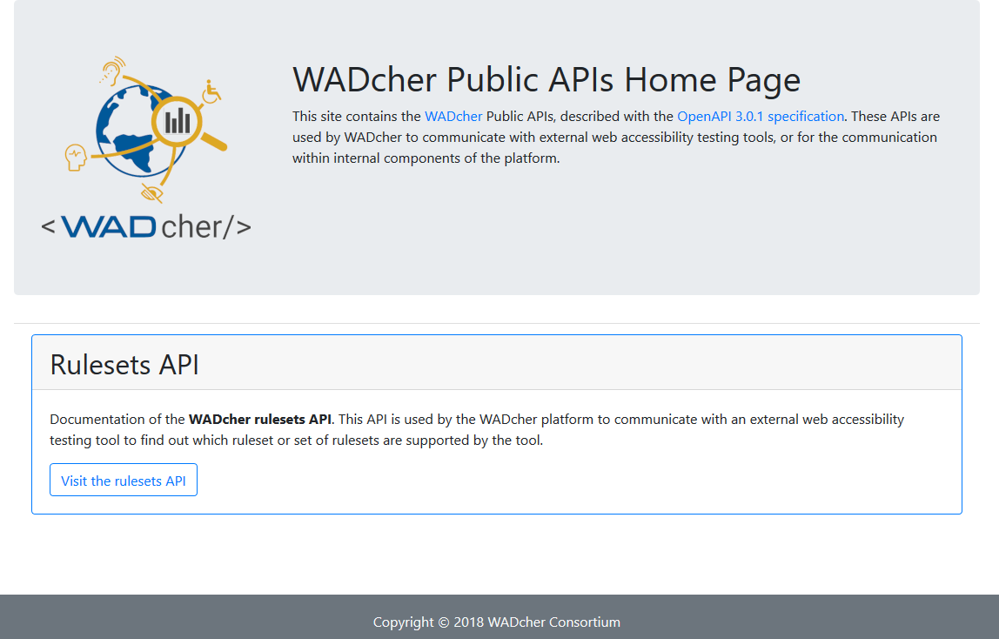 <WADcher/>
WADcher Public APIs Home Page
This site contains the WADcher Public APIs, described with the OpenAPI 3.0.1 specification. These APIs are
used by WADcher to communicate with external web accessibility testing tools, or for the communication
within internal components of the platform.
Rulesets API
Documentation of the WADcher rulesets API. This API is used by the WADcher platform to communicate with an external web accessibility
testing tool to find out which ruleset or set of rulesets are supported by the tool.
Visit the rulesets API
Copyright © 2018 WADcher Consortium